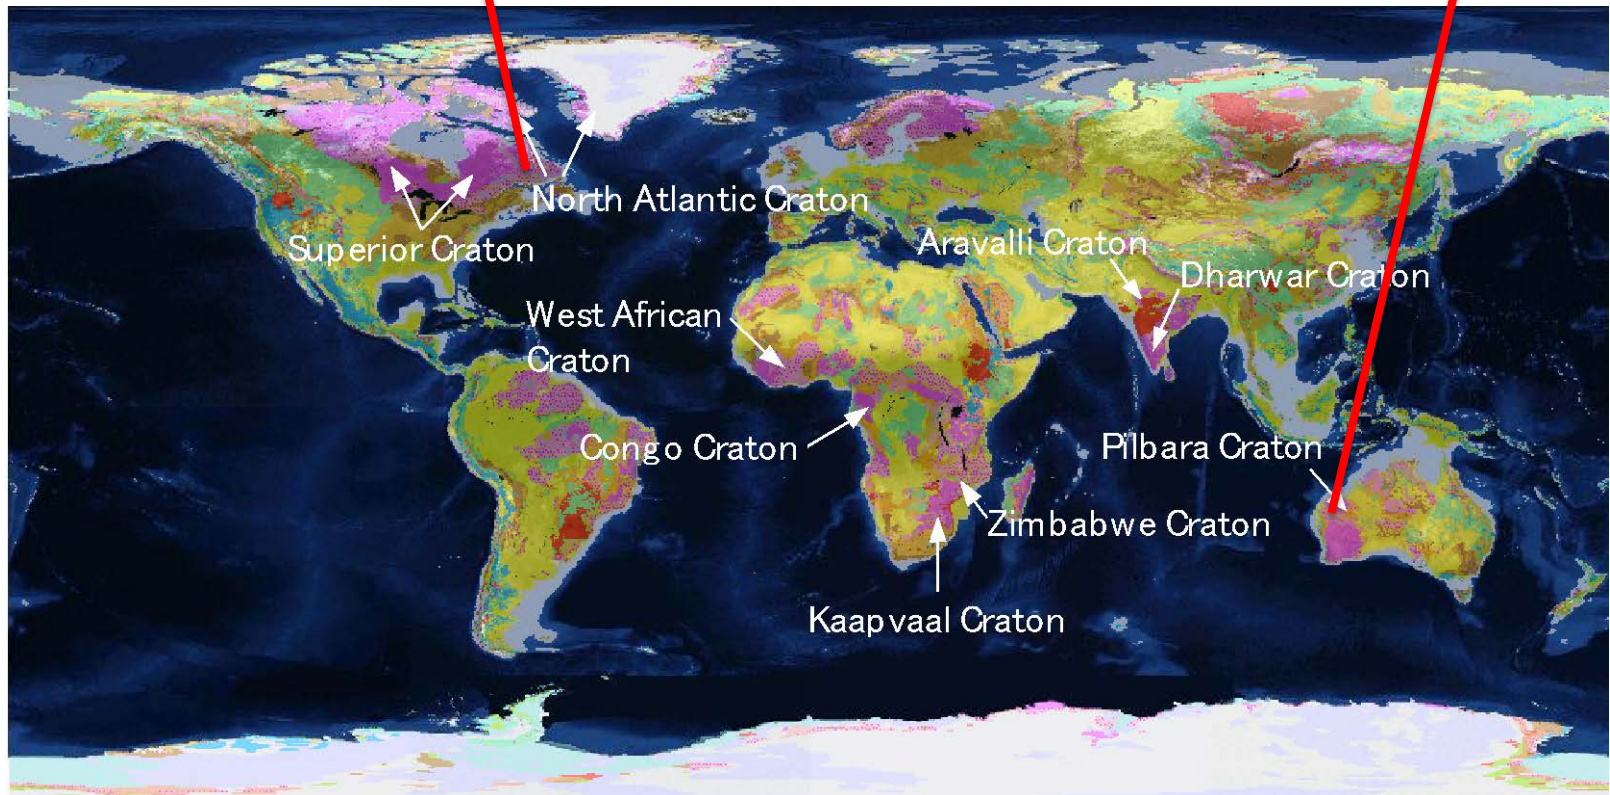 North Atlantic Craton
Superior Craton
Aravalli Craton
Dharwar Craton
West African
Craton
Congo Craton
Pilbara Craton
Zimbabwe Craton
Kaapvaal Craton